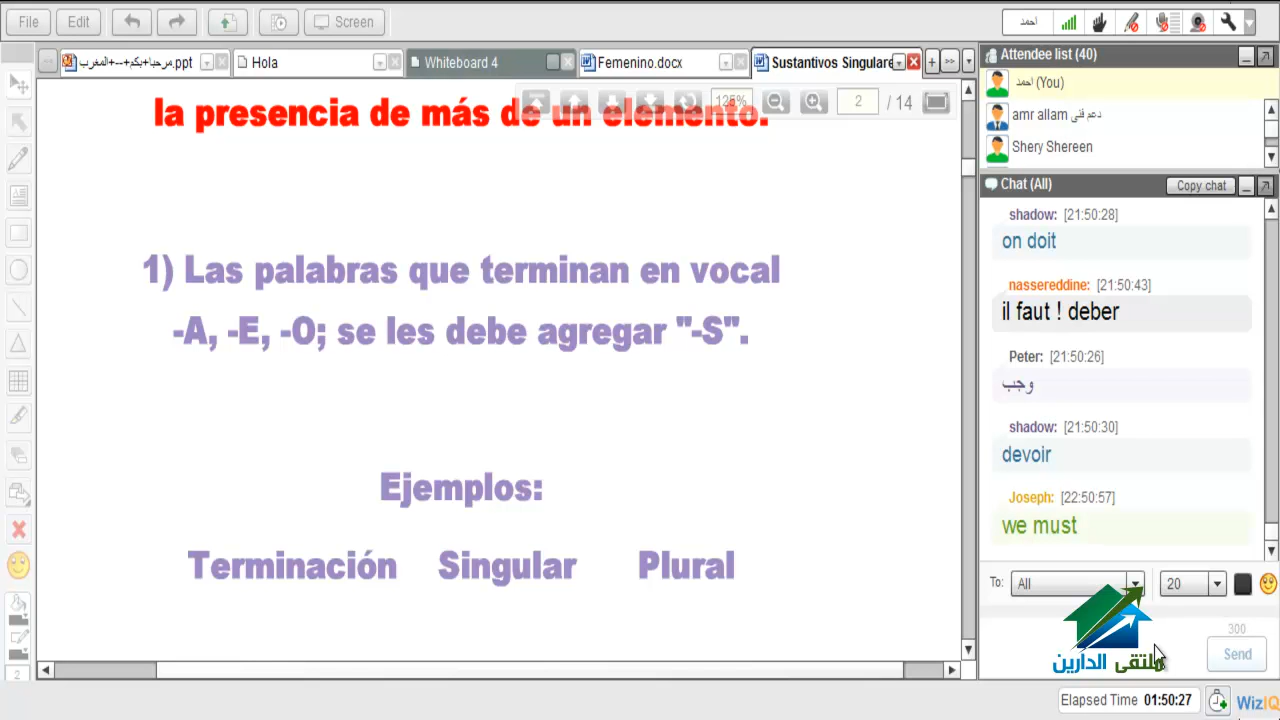 File Edit Screen
احمد
مرحبا+بكم+--+المغرب.ppt
Hola
Whiteboard 4
Femenino.docx
Sustantivos Singulare
>>
125%
2 / 14
la presencia de más de un elemento.
1) Las palabras que terminan en vocal
-A, -E, -O; se les debe agregar "-S".
Ejemplos:
Terminación Singular Plural
2
Attendee list (40)
احمد (You)
amr allam دعم فنى
Shery Shereen
Chat (All)
Copy chat
shadow: [21:50:28]
on doit
nassereddine: [21:50:43]
il faut ! deber
Peter: [21:50:26]
وجب
shadow: [21:50:30]
devoir
Joseph: [22:50:57]
we must
To: All 20
300
Send
ملتقى الدارين
Elapsed Time 01:50:27
WizIQ